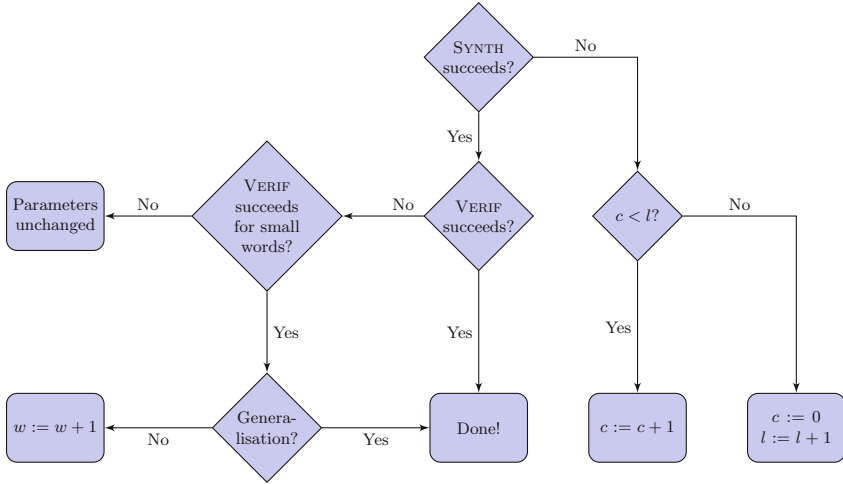 SYNTH
succeeds?
No
Yes
VERIF
succeeds
for small
words?
Parameters
unchanged
No
No
VERIF
succeeds?
c < l?
No
Yes
Yes
Yes
w := w + 1
No
Genera-
lisation?
Yes
Done!
c := c + 1
c := 0
l := l + 1